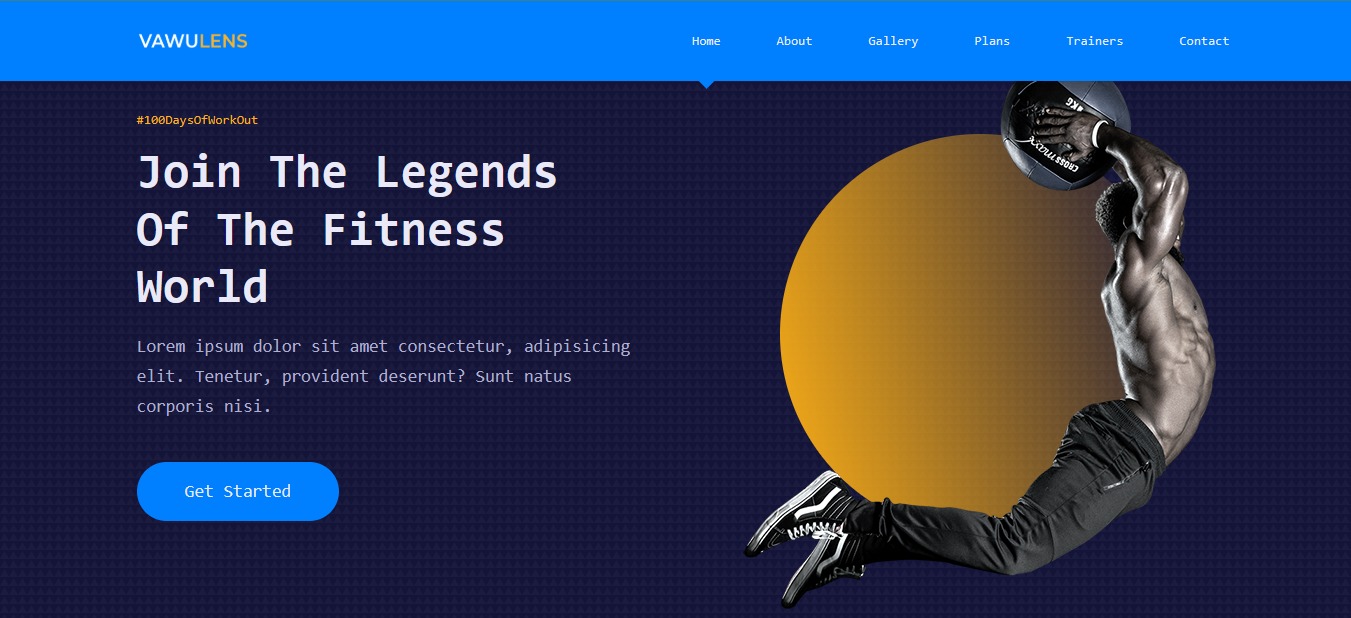 VAWULENS
Home About Gallery Plans Trainers Contact
#100DaysOfWorkOut
Join The Legends
Of The Fitness
World
Lorem ipsum dolor sit amet consectetur, adipisicing
elit. Tenetur, provident deserunt? Sunt natus
corporis nisi.
Get Started
KG
CROSSMAXX